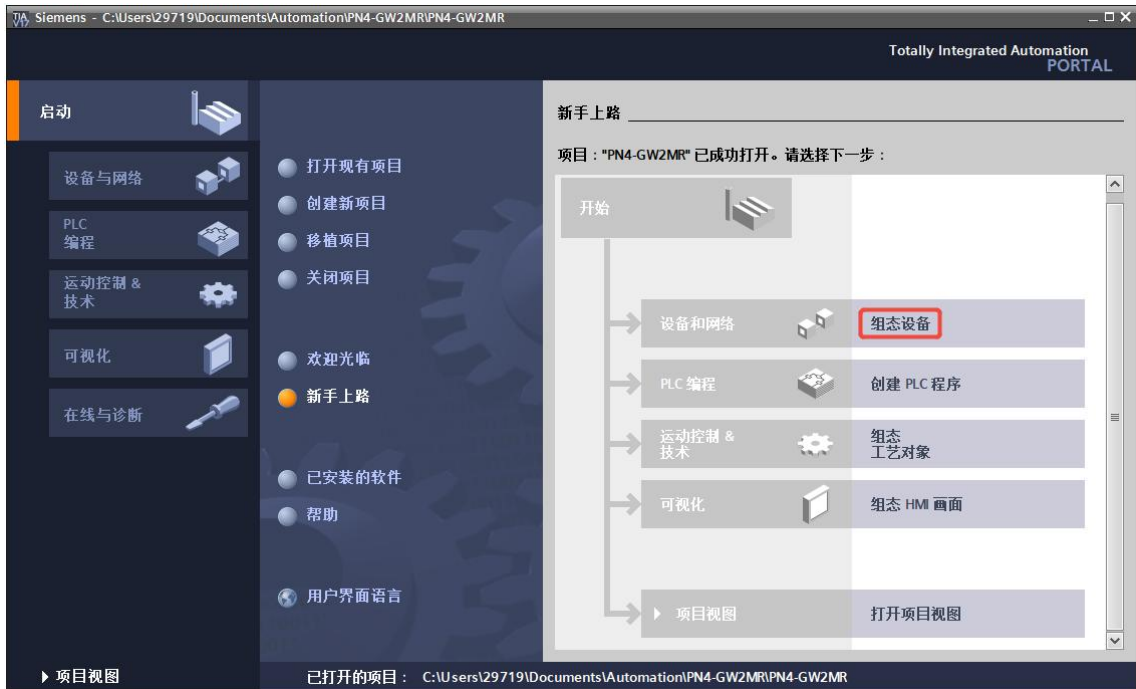 TIA V17
Siemens - C:\Users\29719\Documents\Automation\PN4-GW2MR\PN4-GW2MR
Totally Integrated Automation
PORTAL
启动
设备与网络
PLC
编程
运动控制 &
技术
可视化
在线与诊断
打开现有项目
创建新项目
移植项目
关闭项目
欢迎光临
新手上路
已安装的软件
帮助
用户界面语言
新手上路
项目："PN4-GW2MR" 已成功打开。请选择下一步：
开始
设备和网络
组态设备
PLC 编程
创建 PLC 程序
运动控制 &
技术
组态
工艺对象
可视化
组态 HMI 画面
项目视图
打开项目视图
项目视图
已打开的项目： C:\Users\29719\Documents\Automation\PN4-GW2MR\PN4-GW2MR